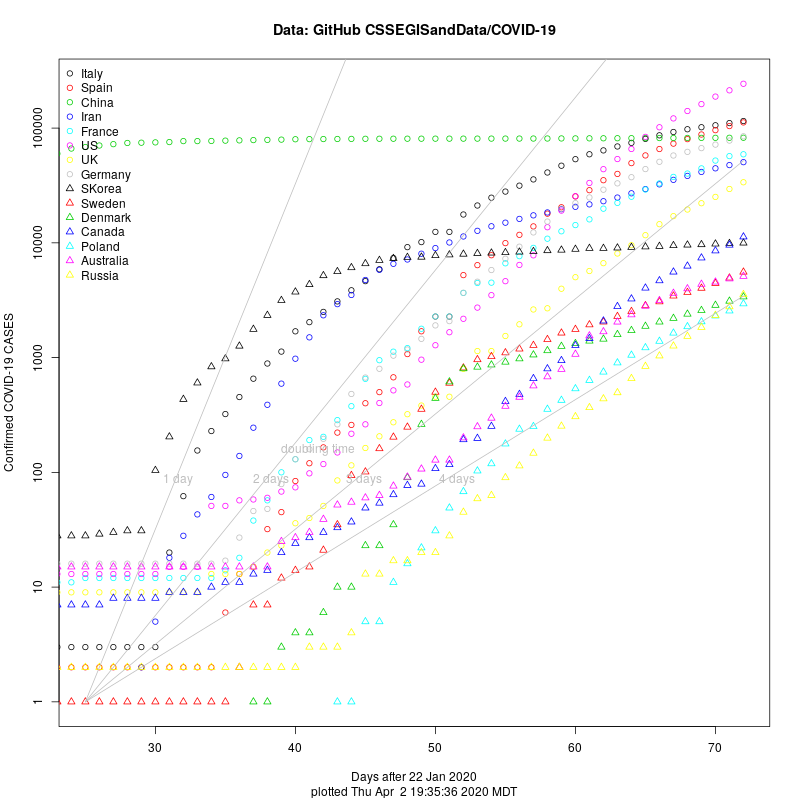 Data: GitHub CSSEGISandData/COVID-19
Confirmed COVID-19 CASES
100000
10000
1000
100
10
1
Italy
Spain
China
Iran
France
US
UK
Germany
SKorea
Sweden
Denmark
Canada
Poland
Australia
Russia
doubling time
1 day
2 days
3 days
4 days
30
40
50
60
70
Days after 22 Jan 2020
plotted Thu Apr 2 19:35:36 2020 MDT